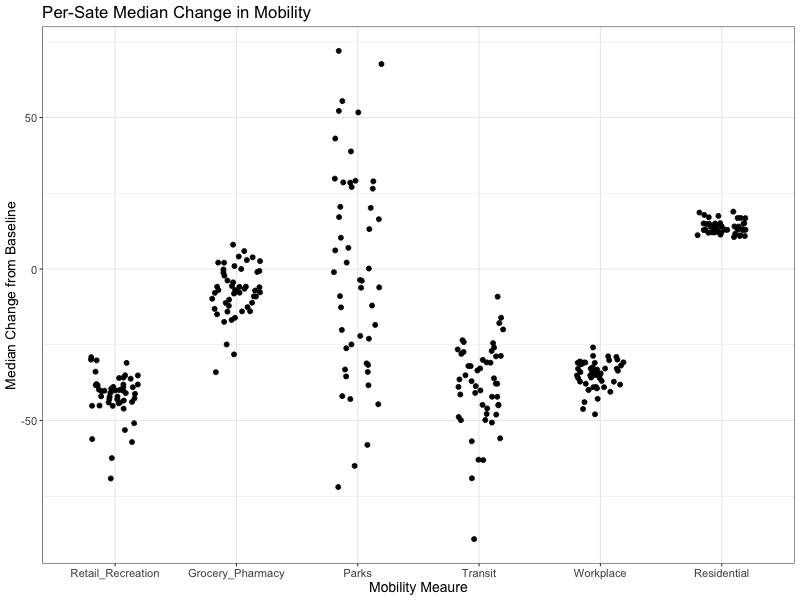 Per-Sate Median Change in Mobility
Median Change from Baseline
50
0
-50
Retail_Recreation Grocery_Pharmacy Parks Transit Workplace Residential
Mobility Meaure